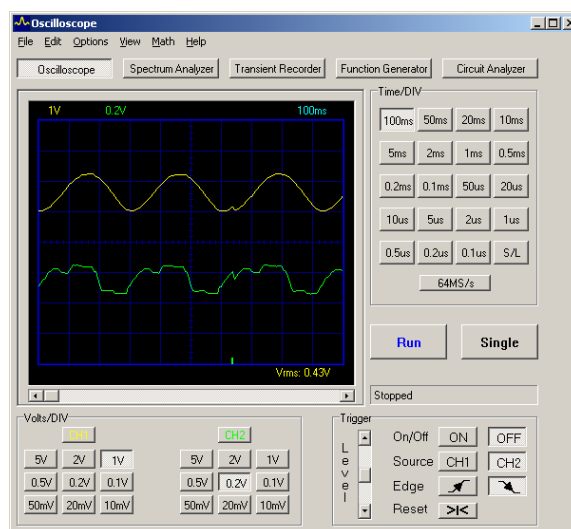 Oscilloscope
File Edit Options View Math Help
Oscilloscope Spectrum Analyzer Transient Recorder Function Generator Circuit Analyzer
1V 0.2V 100ms
Vrms: 0.43V
Time/DIV
100ms 50ms 20ms 10ms
5ms 2ms 1ms 0.5ms
0.2ms 0.1ms 50us 20us
10us 5us 2us 1us
0.5us 0.2us 0.1us S/L
64MS/s
Run Single
Stopped
Volts/DIV
CH1 CH2
5V 2V 1V 5V 2V 1V
0.5V 0.2V 0.1V 0.5V 0.2V 0.1V
50mV 20mV 10mV 50mV 20mV 10mV
Trigger
Level
On/Off ON OFF
Source CH1 CH2
Edge
Reset >|<